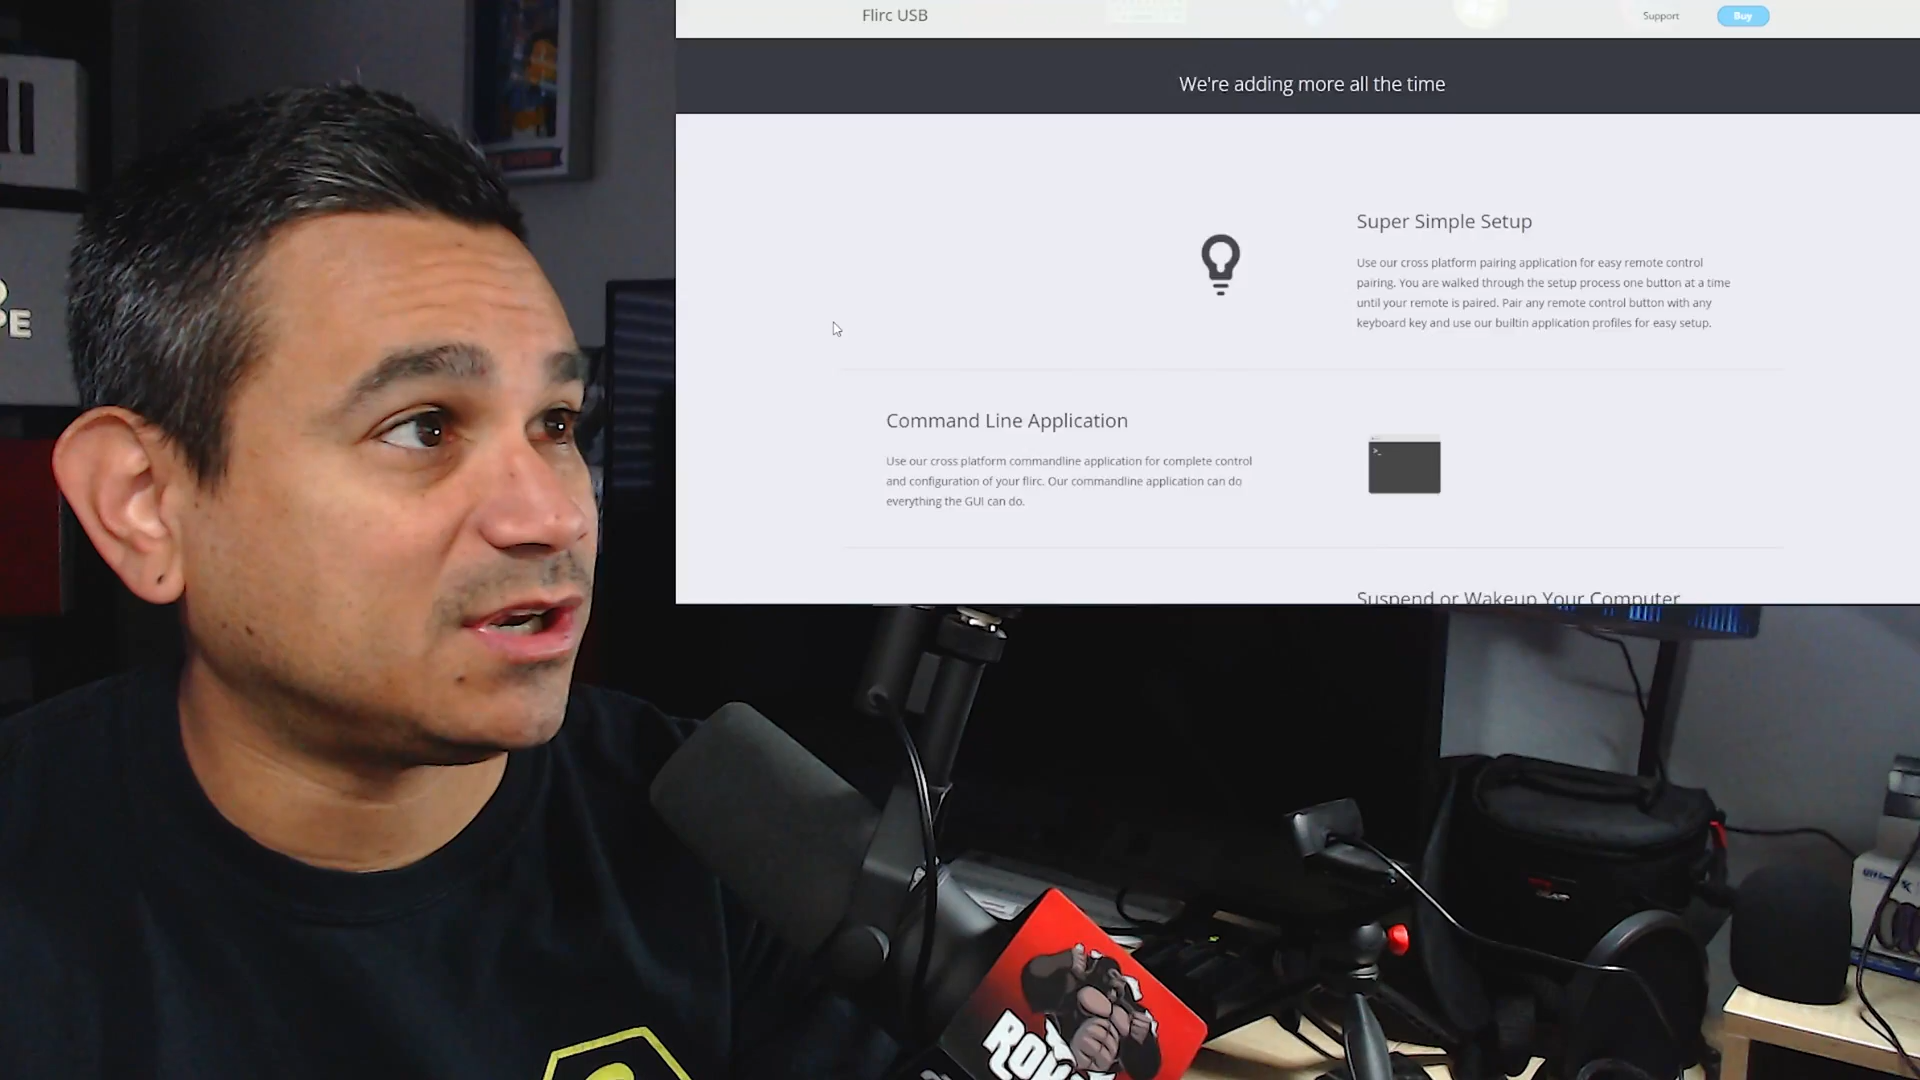 Flirc USB
Support
Buy
We're adding more all the time
Super Simple Setup
Use our cross platform pairing application for easy remote control
pairing. You are walked through the setup process one button at a time
until your remote is paired. Pair any remote control button with any
keyboard key and use our builtin application profiles for easy setup.
Command Line Application
Use our cross platform commandline application for complete control
and configuration of your flirc. Our commandline application can do
everything the GUI can do.
Suspend or Wakeup Your Computer